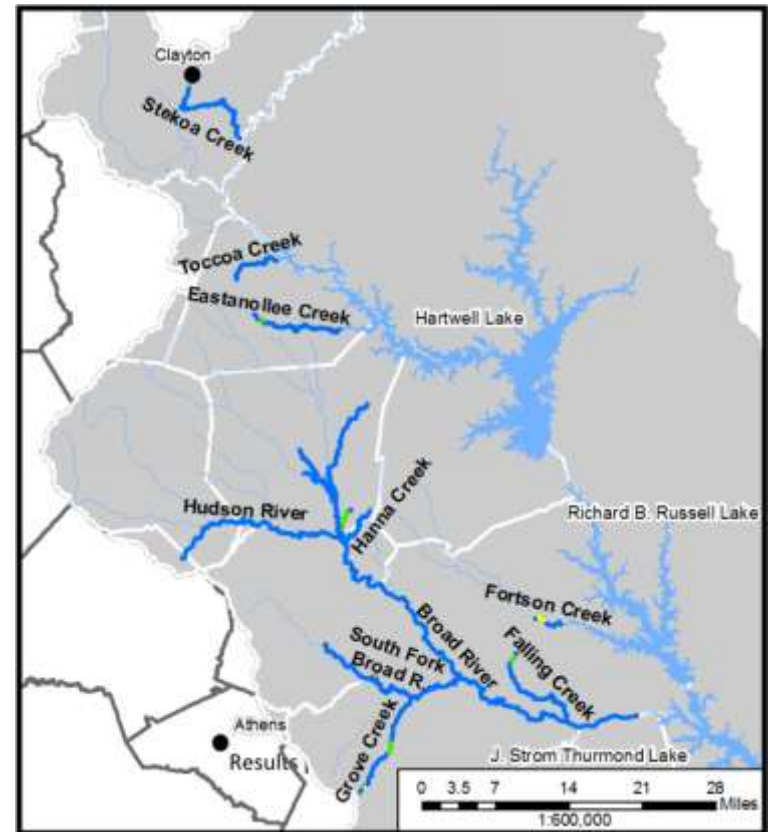 Clayton
Stekoa Creek
Toccoa Creek
Eastanollee Creek
Hartwell Lake
Hudson River
Hanna Creek
Richard B. Russell Lake
Fortson Creek
Broad River
Falling Creek
South Fork
Broad R.
Grove Creek
Athens
Results
J. Strom Thurmond Lake
0 3.5 7 14 21 28
Miles
1:600,000